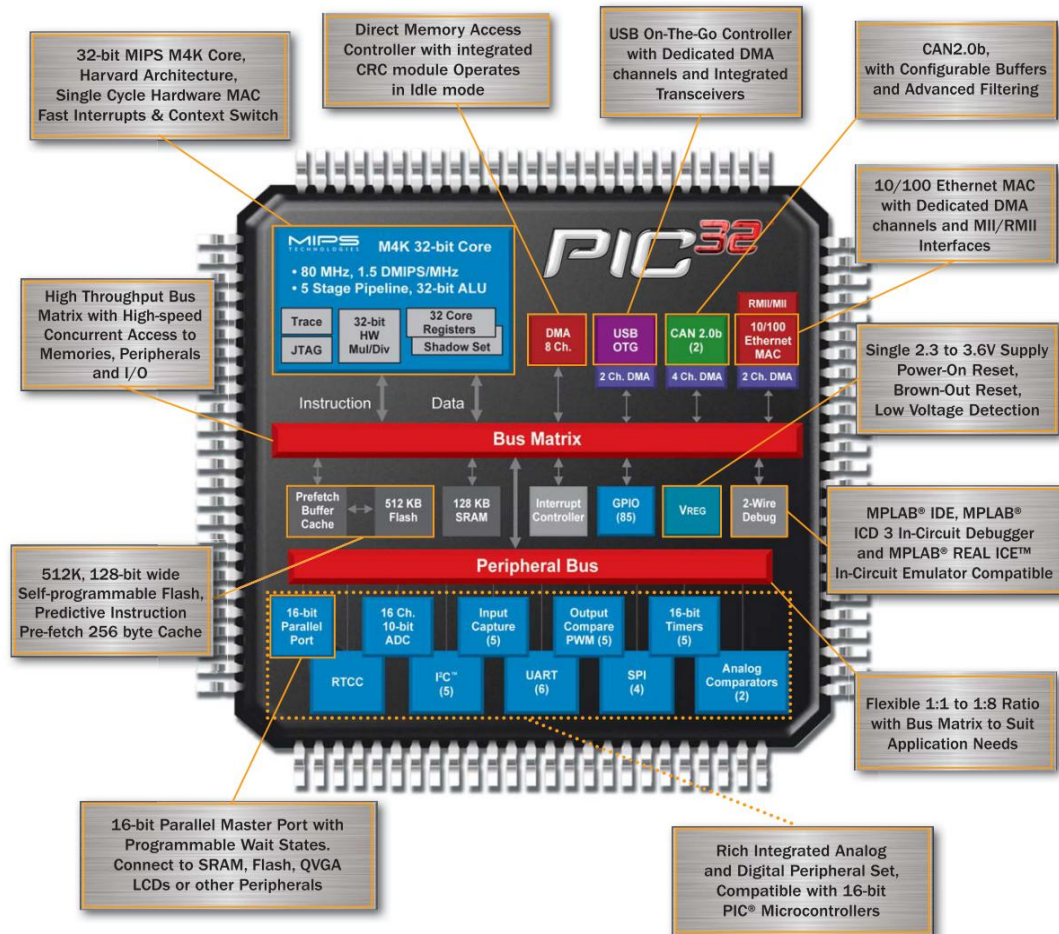 32-bit MIPS M4K Core,
Harvard Architecture,
Single Cycle Hardware MAC
Fast Interrupts & Context Switch
Direct Memory Access
Controller with integrated
CRC module Operates
in Idle mode
USB On-The-Go Controller
with Dedicated DMA
channels and Integrated
Transceivers
CAN2.0b,
with Configurable Buffers
and Advanced Filtering
10/100 Ethernet MAC
with Dedicated DMA
channels and MII/RMII
Interfaces
High Throughput Bus
Matrix with High-speed
Concurrent Access to
Memories, Peripherals
and I/O
MIPS
TECHNOLOGIES
M4K 32-bit Core
• 80 MHz, 1.5 DMIPS/MHz
• 5 Stage Pipeline, 32-bit ALU
Trace
JTAG
32-bit
HW
Mul/Div
32 Core
Registers
Shadow Set
PIC32
DMA
8 Ch.
USB
OTG
2 Ch. DMA
CAN 2.0b
(2)
4 Ch. DMA
RMII/MII
10/100
Ethernet
MAC
2 Ch. DMA
Single 2.3 to 3.6V Supply
Power-On Reset,
Brown-Out Reset,
Low Voltage Detection
Instruction
Data
Bus Matrix
Prefetch
Buffer
Cache
512 KB
Flash
128 KB
SRAM
Interrupt
Controller
GPIO
(85)
VREG
2-Wire
Debug
MPLAB® IDE, MPLAB®
ICD 3 In-Circuit Debugger
and MPLAB® REAL ICE™
In-Circuit Emulator Compatible
512K, 128-bit wide
Self-programmable Flash,
Predictive Instruction
Pre-fetch 256 byte Cache
Peripheral Bus
16-bit
Parallel
Port
16 Ch.
10-bit
ADC
Input
Capture
(5)
Output
Compare
PWM (5)
16-bit
Timers
(5)
RTCC
I²C™
(5)
UART
(6)
SPI
(4)
Analog
Comparators
(2)
Flexible 1:1 to 1:8 Ratio
with Bus Matrix to Suit
Application Needs
16-bit Parallel Master Port with
Programmable Wait States.
Connect to SRAM, Flash, QVGA
LCDs or other Peripherals
Rich Integrated Analog
and Digital Peripheral Set,
Compatible with 16-bit
PIC® Microcontrollers